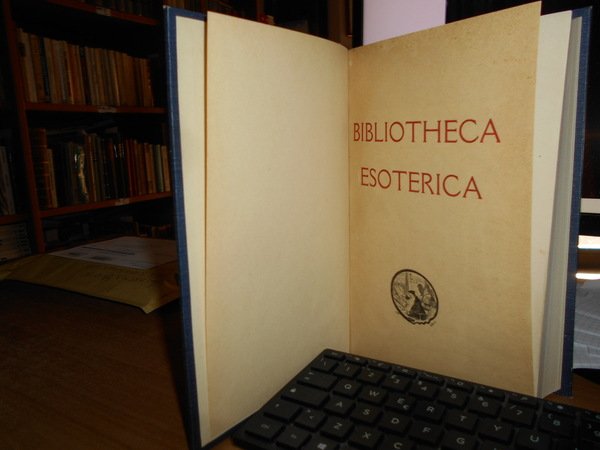 BIBLIOTHECA
ESOTERICA
Q W E R T Y U
A S D F G H
Z X C V B N